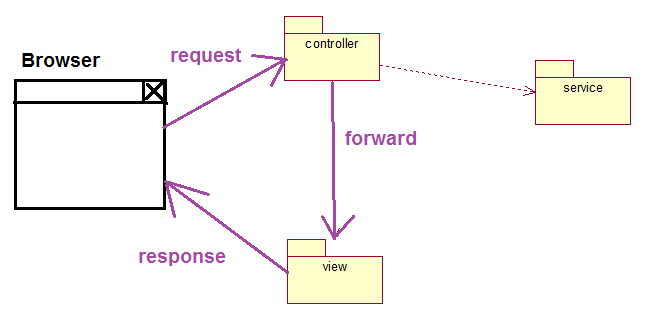 Browser
request
controller
service
forward
response
view